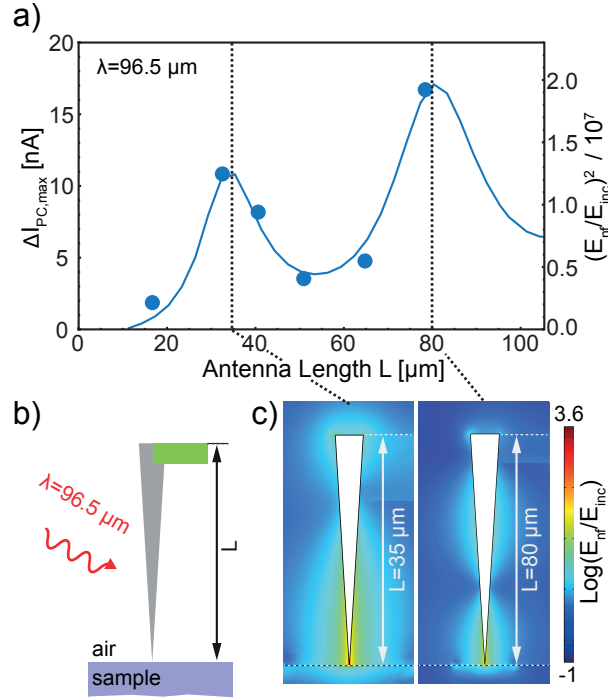 a)
λ=96.5 μm
20
15
10
5
0
ΔI_PC,max [nA]
2.0
1.5
1.0
0.5
0.0
(E_nf/E_inc)² / 10⁷
0 20 40 60 80 100
Antenna Length L [μm]
b)
λ=96.5 μm
L
air
sample
c)
L=35 μm
L=80 μm
3.6
Log(E_nf/E_inc)
-1